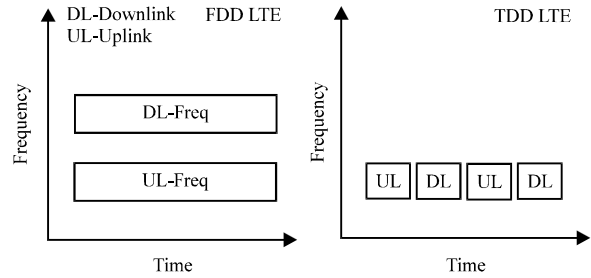 DL-Downlink
UL-Uplink
FDD LTE
Frequency
DL-Freq
UL-Freq
Time
TDD LTE
Frequency
UL DL UL DL
Time